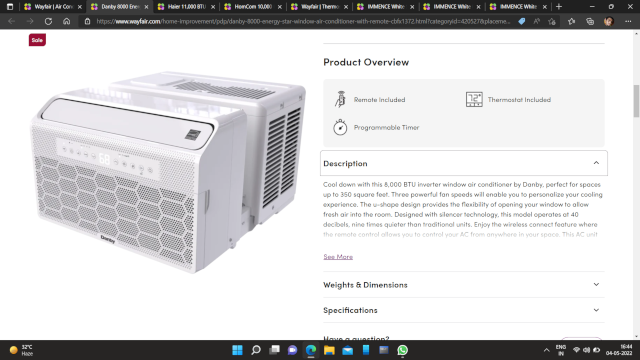 Wayfair | Air Con
Danby 8000 Ener
Haier 11,000 BTU
HomCom 10,000
Wayfair | Therm
IMMENCE White
IMMENCE White
IMMENCE White
https://www.wayfair.com/home-improvement/pdp/danby-8000-energy-star-window-air-conditioner-with-remote-cbfx1372.html?categoryid=420527&placeme...
Sale
Product Overview
Remote Included
72°
Thermostat Included
Programmable Timer
Description
Cool down with this 8,000 BTU inverter window air conditioner by Danby, perfect for spaces
up to 350 square feet. Three powerful fan speeds will enable you to personalize your cooling
experience. The u-shape design provides the flexibility of opening your window to allow
fresh air into the room. Designed with silencer technology, this model operates at 40
decibels, nine times quieter than traditional units. Enjoy the wireless connect feature where
the remote control allows you to control your AC from anywhere in your space. This AC unit
See More
Danby
Weights & Dimensions
Specifications
Have a question?
32°C
Haze
ENG
IN
16:44
04-05-2022